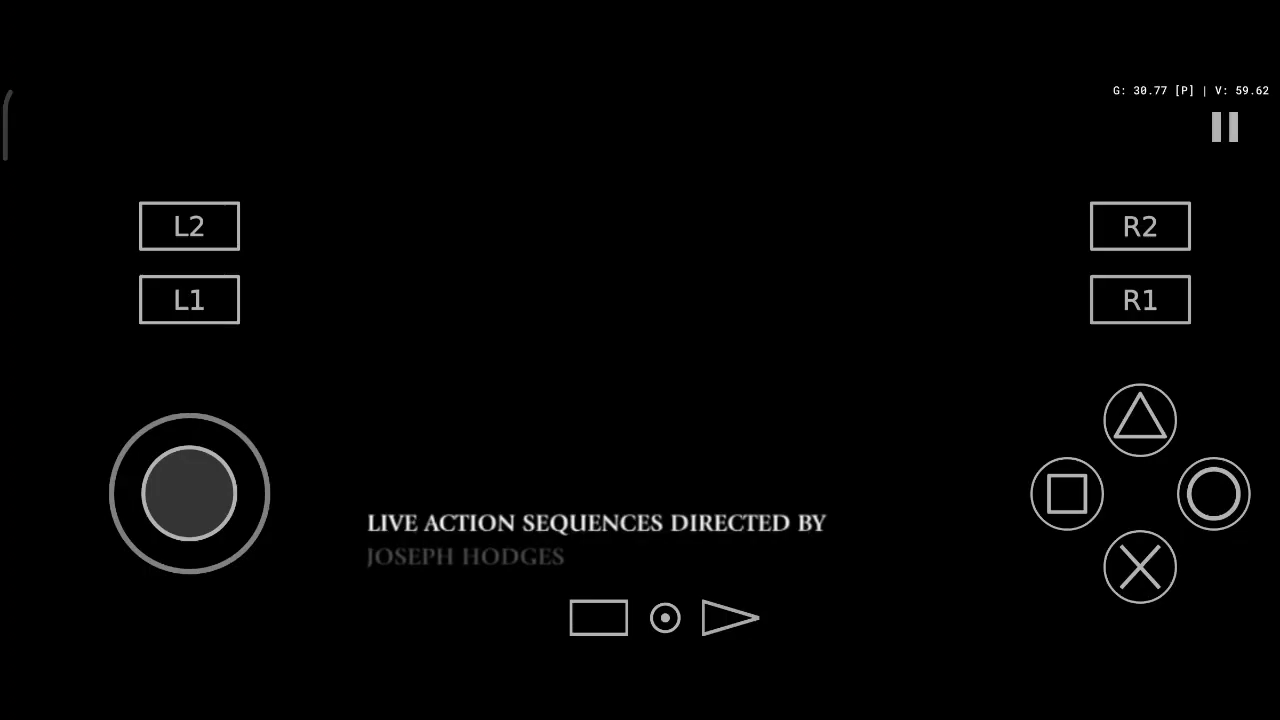 G: 30.77 [P] | V: 59.62
L2
R2
L1
R1
LIVE ACTION SEQUENCES DIRECTED BY
JOSEPH HODGES